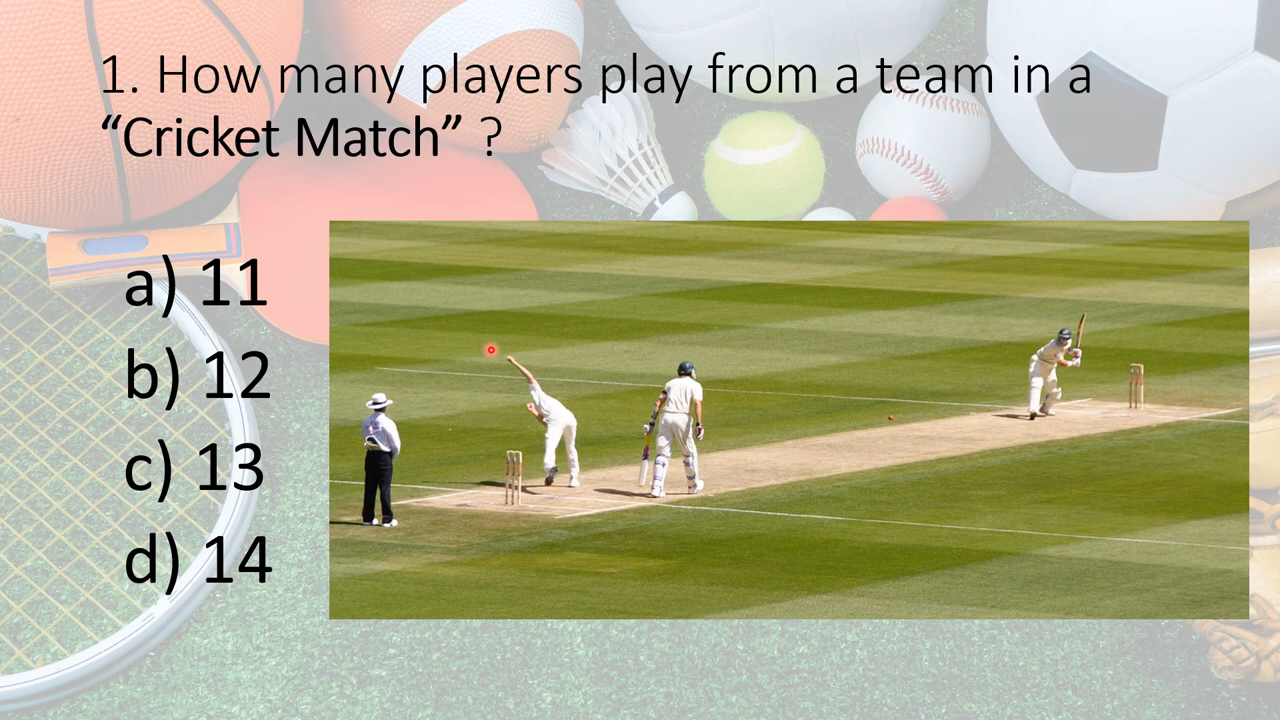 1. How many players play from a team in a
“Cricket Match” ?
a) 11
b) 12
c) 13
d) 14